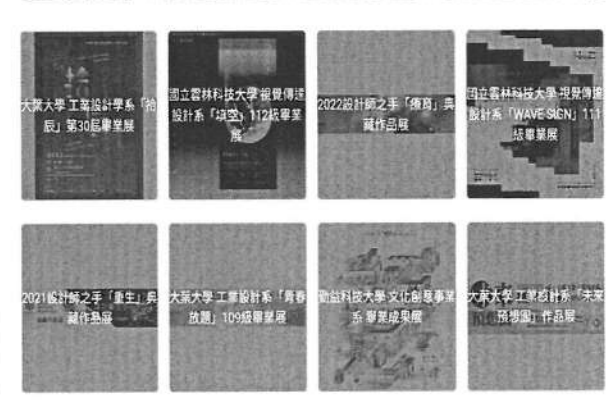 大葉大學 工業設計學系「拾
辰」第30屆畢業展
國立雲林科技大學 視覺傳達
設計系『填空』112級畢業
展
2022設計師之手「療育」典
藏作品展
國立雲林科技大學 視覺傳達
設計系「WAVE SIGN」111
級畢業展
2021設計師之手「重生」典
藏作品展
大葉大學 工業設計系「青春
放題」109級畢業展
勤益科技大學 文化創意事業
系 畢業成果展
大葉大學 工業設計系「未來
預想圖」作品展